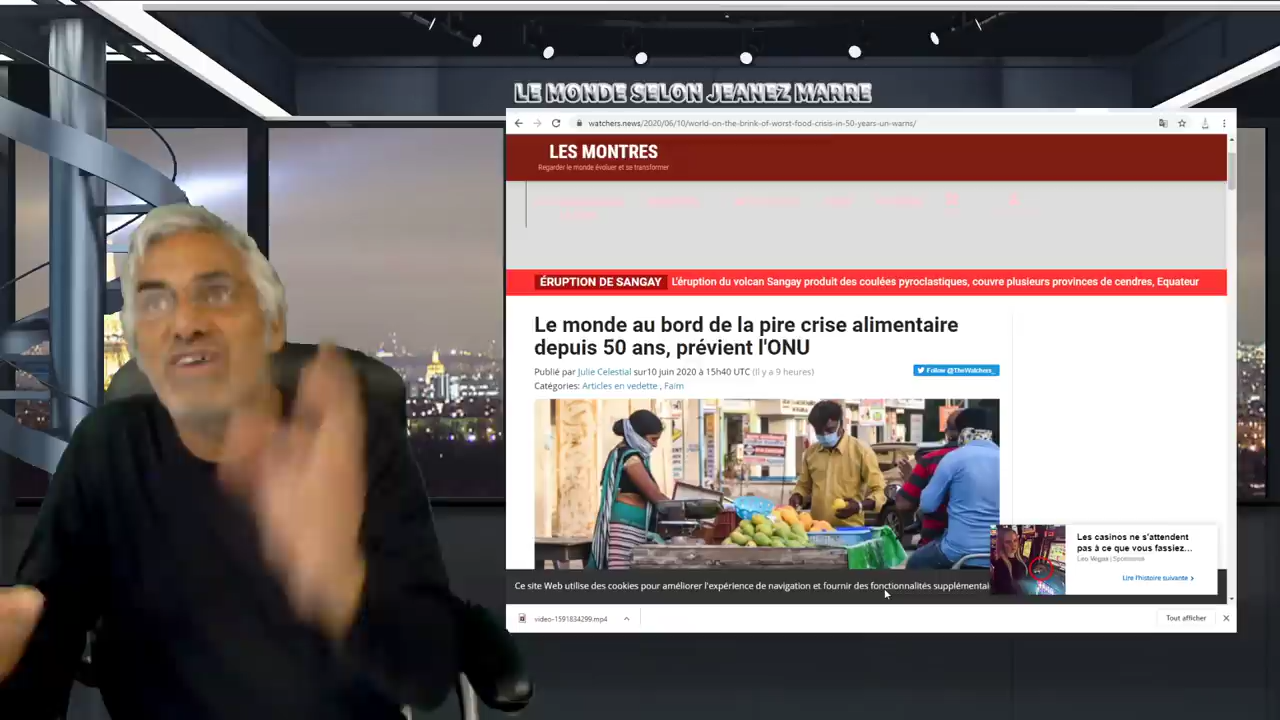 LE MONDE SELON JEANEZ MARRE
watchers.news/2020/06/10/world-on-the-brink-of-worst-food-crisis-in-50-years-un-warns/
LES MONTRES
Regarder le monde évoluer et se transformer
ÉRUPTION DE SANGAY L'éruption du volcan Sangay produit des coulées pyroclastiques, couvre plusieurs provinces de cendres, Equateur
Le monde au bord de la pire crise alimentaire
depuis 50 ans, prévient l'ONU
Publié par Julie Celestial sur10 juin 2020 à 15h40 UTC (Il y a 9 heures)
Follow @TheWatchers_
Catégories: Articles en vedette , Faim
Les casinos ne s'attendent
pas à ce que vous fassiez...
Leo Vegas | Sponsorisé
Lire l'histoire suivante >
Ce site Web utilise des cookies pour améliorer l'expérience de navigation et fournir des fonctionnalités supplémentai
video-1591834299.mp4
Tout afficher